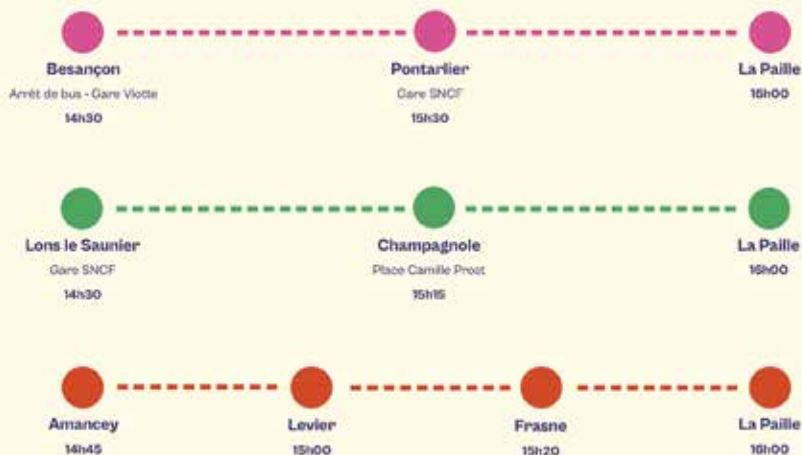 Besançon Pontarlier La Paille
Arrêt de bus - Gare Viotte Gare SNCF 16h00
14h30 15h30
Lons le Saunier Champagnole La Paille
Gare SNCF Place Camille Prost 16h00
14h30 15h15
Amancey Levier Frasne La Paille
14h45 15h00 15h20 16h00